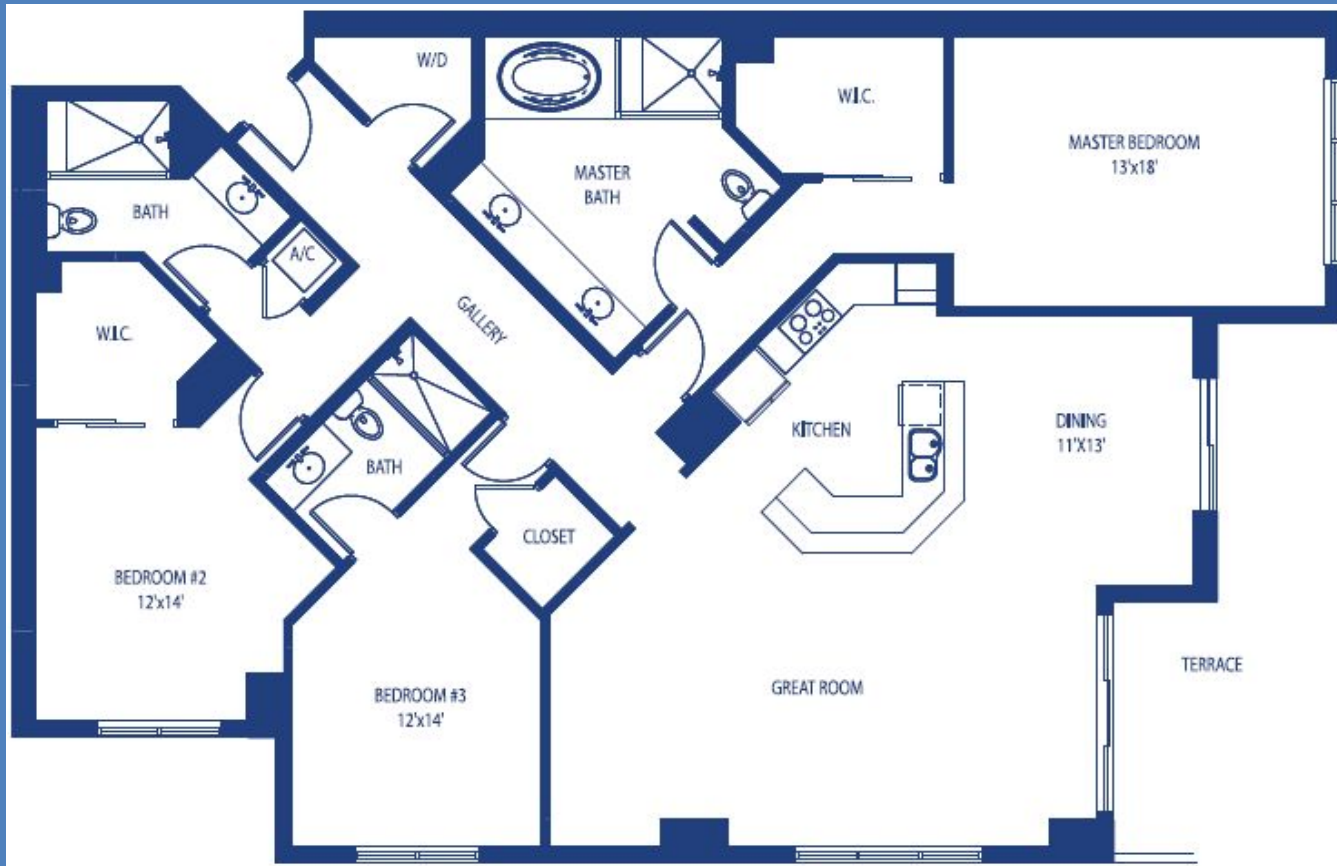 W/D
W.I.C.
MASTER BEDROOM
13'x18'
MASTER
BATH
BATH
A/C
GALLERY
W.I.C.
KITCHEN
DINING
11'X13'
BATH
CLOSET
BEDROOM #2
12'x14'
TERRACE
GREAT ROOM
BEDROOM #3
12'x14'